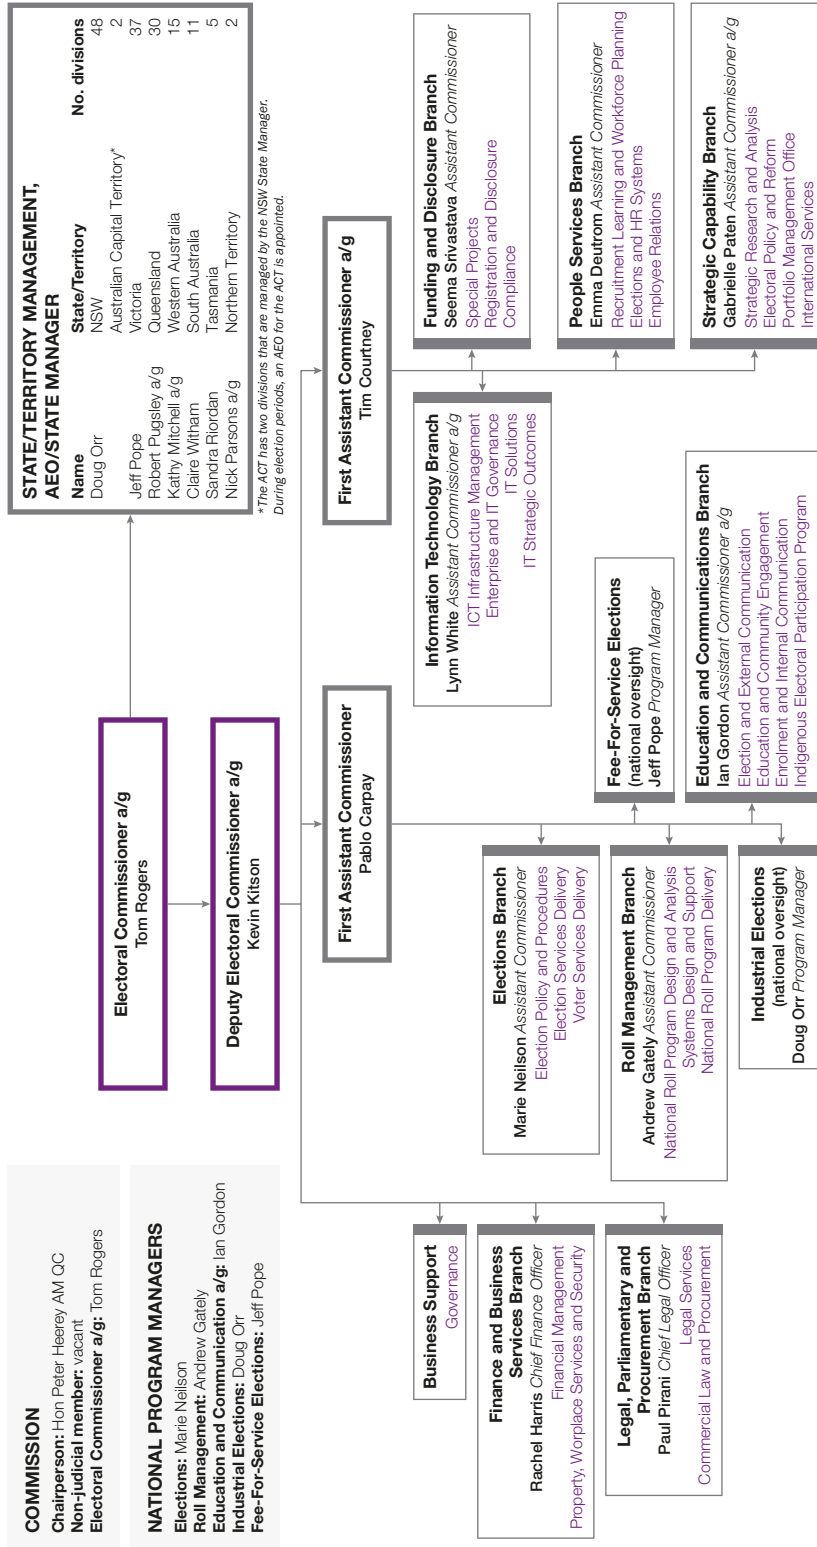 COMMISSION
Chairperson: Hon Peter Heerey AM QC
Non-judicial member: vacant
Electoral Commissioner a/g: Tom Rogers
NATIONAL PROGRAM MANAGERS
Elections: Marie Neilson
Roll Management: Andrew Gately
Education and Communication a/g: Ian Gordon
Industrial Elections: Doug Orr
Fee-For-Service Elections: Jeff Pope
Electoral Commissioner a/g
Tom Rogers
Deputy Electoral Commissioner a/g
Kevin Kitson
STATE/TERRITORY MANAGEMENT,
AEO/STATE MANAGER
Name State/Territory No. divisions
Doug Orr NSW 48
Australian Capital Territory* 2
Jeff Pope Victoria 37
Robert Pugsley a/g Queensland 30
Kathy Mitchell a/g Western Australia 15
Claire Witham South Australia 11
Sandra Riordan Tasmania 5
Nick Parsons a/g Northern Territory 2
*The ACT has two divisions that are managed by the NSW State Manager.
During election periods, an AEO for the ACT is appointed.
First Assistant Commissioner
Pablo Carpay
First Assistant Commissioner a/g
Tim Courtney
Business Support
Governance
Finance and Business
Services Branch
Rachel Harris Chief Finance Officer
Financial Management
Property, Worplace Services and Security
Legal, Parliamentary and
Procurement Branch
Paul Pirani Chief Legal Officer
Legal Services
Commercial Law and Procurement
Elections Branch
Marie Neilson Assistant Commissioner
Election Policy and Procedures
Election Services Delivery
Voter Services Delivery
Fee-For-Service Elections
(national oversight)
Jeff Pope Program Manager
Roll Management Branch
Andrew Gately Assistant Commissioner
National Roll Program Design and Analysis
Systems Design and Support
National Roll Program Delivery
Education and Communications Branch
Ian Gordon Assistant Commissioner a/g
Election and External Communication
Education and Community Engagement
Enrolment and Internal Communication
Indigenous Electoral Participation Program
Industrial Elections
(national oversight)
Doug Orr Program Manager
Information Technology Branch
Lynn White Assistant Commissioner a/g
ICT Infrastructure Management
Enterprise and IT Governance
IT Solutions
IT Strategic Outcomes
Funding and Disclosure Branch
Seema Srivastava Assistant Commissioner
Special Projects
Registration and Disclosure
Compliance
People Services Branch
Emma Deutrom Assistant Commissioner
Recruitment Learning and Workforce Planning
Elections and HR Systems
Employee Relations
Strategic Capability Branch
Gabrielle Paten Assistant Commissioner a/g
Strategic Research and Analysis
Electoral Policy and Reform
Portfolio Management Office
International Services